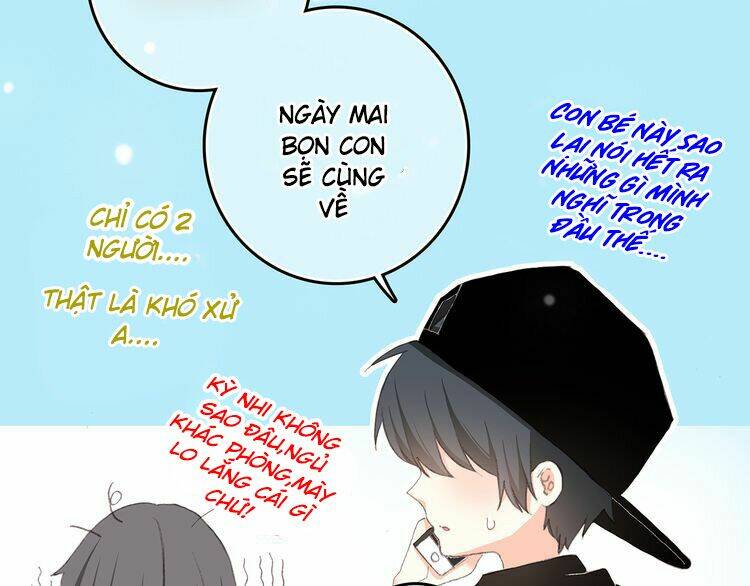 NGÀY MAI
BỌN CON
SẼ CÙNG
VỀ
CON BÉ NÀY SAO
LẠI NÓI HẾT RA
NHỮNG GÌ MÌNH
NGHĨ TRONG
ĐẦU THẾ....
CHỈ CÓ 2
NGƯỜI....
THẬT LÀ KHÓ XỬ
A....
KỲ NHI KHÔNG
SAO ĐÂU,NGỦ
KHÁC PHÒNG,MÀY
LO LẮNG CÁI GÌ
CHỨ!